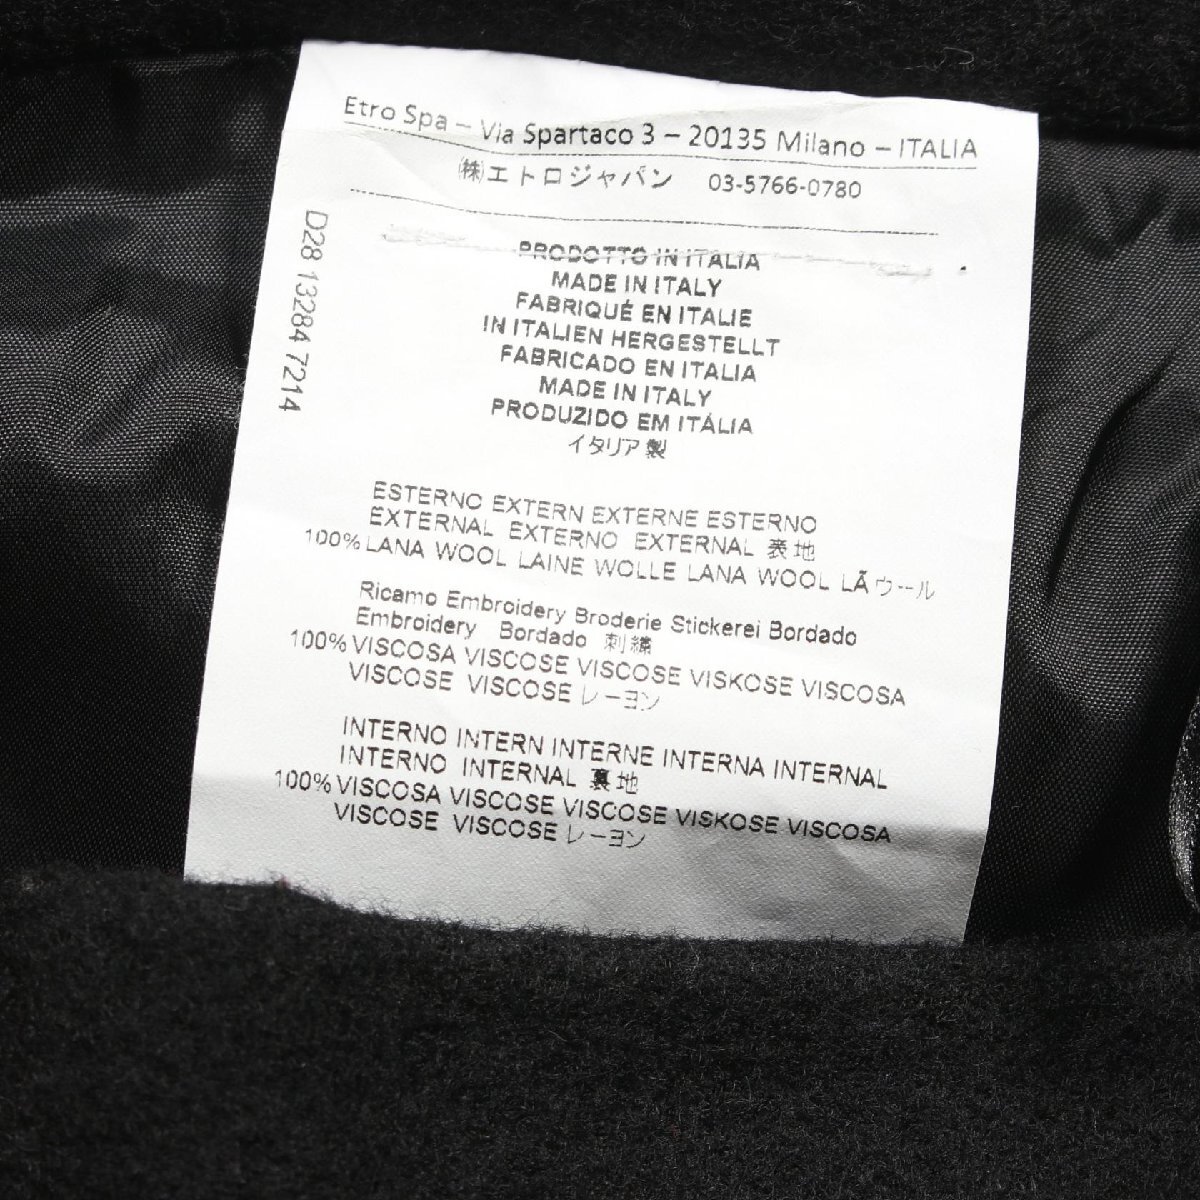 Etro Spa – Via Spartaco 3 – 20135 Milano – ITALIA
㈱エトロジャパン 03-5766-0780
D28 13284 7214
PRODOTTO IN ITALIA
MADE IN ITALY
FABRIQUÉ EN ITALIE
IN ITALIEN HERGESTELLT
FABRICADO EN ITALIA
MADE IN ITALY
PRODUZIDO EM ITÁLIA
イタリア製
ESTERNO EXTERN EXTERNE ESTERNO
EXTERNAL EXTERNO EXTERNAL 表地
100% LANA WOOL LAINE WOLLE LANA WOOL LÃ ウール
Ricamo Embroidery Broderie Stickerei Bordado
Embroidery Bordado 刺繍
100% VISCOSA VISCOSE VISCOSE VISKOSE VISCOSA
VISCOSE VISCOSE レーヨン
INTERNO INTERN INTERNE INTERNA INTERNAL
INTERNO INTERNAL 裏地
100% VISCOSA VISCOSE VISCOSE VISKOSE VISCOSA
VISCOSE VISCOSE レーヨン